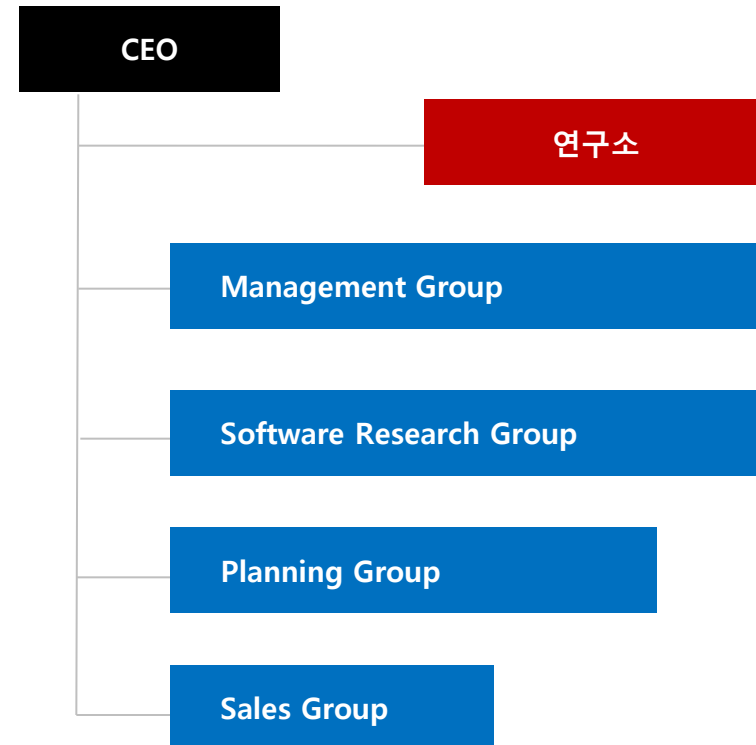 CEO
연구소
Management Group
Software Research Group
Planning Group
Sales Group